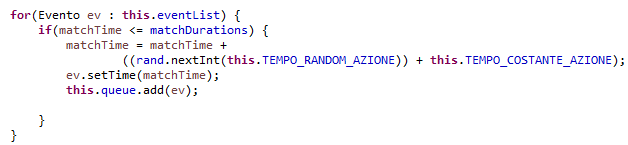 for(Evento ev : this.eventList) {
if(matchTime <= matchDurations) {
matchTime = matchTime +
((rand.nextInt(this.TEMPO_RANDOM_AZIONE)) + this.TEMPO_COSTANTE_AZIONE);
ev.setTime(matchTime);
this.queue.add(ev);
}
}